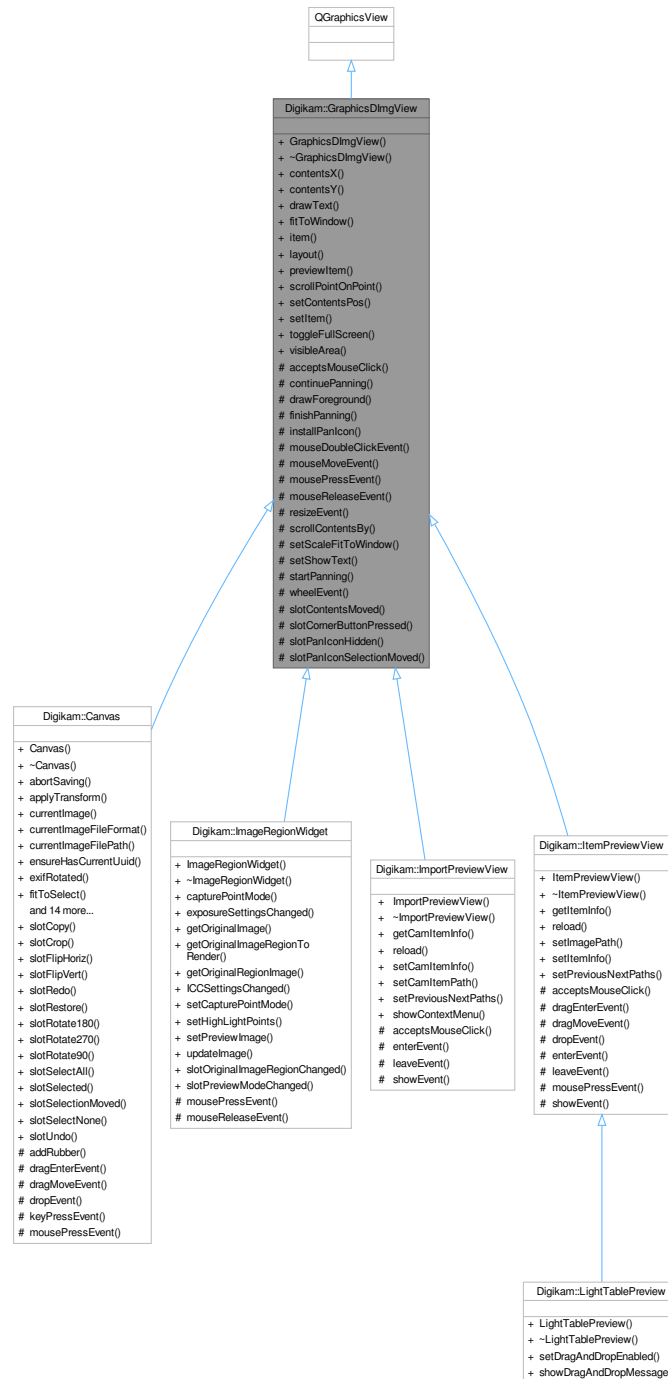 QGraphicsView
Digikam::GraphicsDImgView
+ GraphicsDImgView()
+ ~GraphicsDImgView()
+ contentsX()
+ contentsY()
+ drawText()
+ fitToWindow()
+ item()
+ layout()
+ previewItem()
+ scrollPointOnPoint()
+ setContentsPos()
+ setItem()
+ toggleFullScreen()
+ visibleArea()
# acceptsMouseClick()
# continuePanning()
# drawForeground()
# finishPanning()
# installPanIcon()
# mouseDoubleClickEvent()
# mouseMoveEvent()
# mousePressEvent()
# mouseReleaseEvent()
# resizeEvent()
# scrollContentsBy()
# setScaleFitToWindow()
# setShowText()
# startPanning()
# wheelEvent()
# slotContentsMoved()
# slotCornerButtonPressed()
# slotPanIconHidden()
# slotPanIconSelectionMoved()
Digikam::Canvas
+ Canvas()
+ ~Canvas()
+ abortSaving()
+ applyTransform()
+ currentImage()
+ currentImageFileFormat()
+ currentImageFilePath()
+ ensureHasCurrentUuid()
+ exifRotated()
+ fitToSelect()
and 14 more...
+ slotCopy()
+ slotCrop()
+ slotFlipHoriz()
+ slotFlipVert()
+ slotRedo()
+ slotRestore()
+ slotRotate180()
+ slotRotate270()
+ slotRotate90()
+ slotSelectAll()
+ slotSelected()
+ slotSelectionMoved()
+ slotSelectNone()
+ slotUndo()
# addRubber()
# dragEnterEvent()
# dragMoveEvent()
# dropEvent()
# keyPressEvent()
# mousePressEvent()
Digikam::ImageRegionWidget
+ ImageRegionWidget()
+ ~ImageRegionWidget()
+ capturePointMode()
+ exposureSettingsChanged()
+ getOriginalImage()
+ getOriginalImageRegionTo
Render()
+ getOriginalRegionImage()
+ ICCSettingsChanged()
+ setCapturePointMode()
+ setHighLightPoints()
+ setPreviewImage()
+ updateImage()
+ slotOriginalImageRegionChanged()
+ slotPreviewModeChanged()
# mousePressEvent()
# mouseReleaseEvent()
Digikam::ImportPreviewView
+ ImportPreviewView()
+ ~ImportPreviewView()
+ getCamItemInfo()
+ reload()
+ setCamItemInfo()
+ setCamItemPath()
+ setPreviousNextPaths()
+ showContextMenu()
# acceptsMouseClick()
# enterEvent()
# leaveEvent()
# showEvent()
Digikam::ItemPreviewView
+ ItemPreviewView()
+ ~ItemPreviewView()
+ getItemInfo()
+ reload()
+ setImagePath()
+ setItemInfo()
+ setPreviousNextPaths()
# acceptsMouseClick()
# dragEnterEvent()
# dragMoveEvent()
# dropEvent()
# enterEvent()
# leaveEvent()
# mousePressEvent()
# showEvent()
Digikam::LightTablePreview
+ LightTablePreview()
+ ~LightTablePreview()
+ setDragAndDropEnabled()
+ showDragAndDropMessage